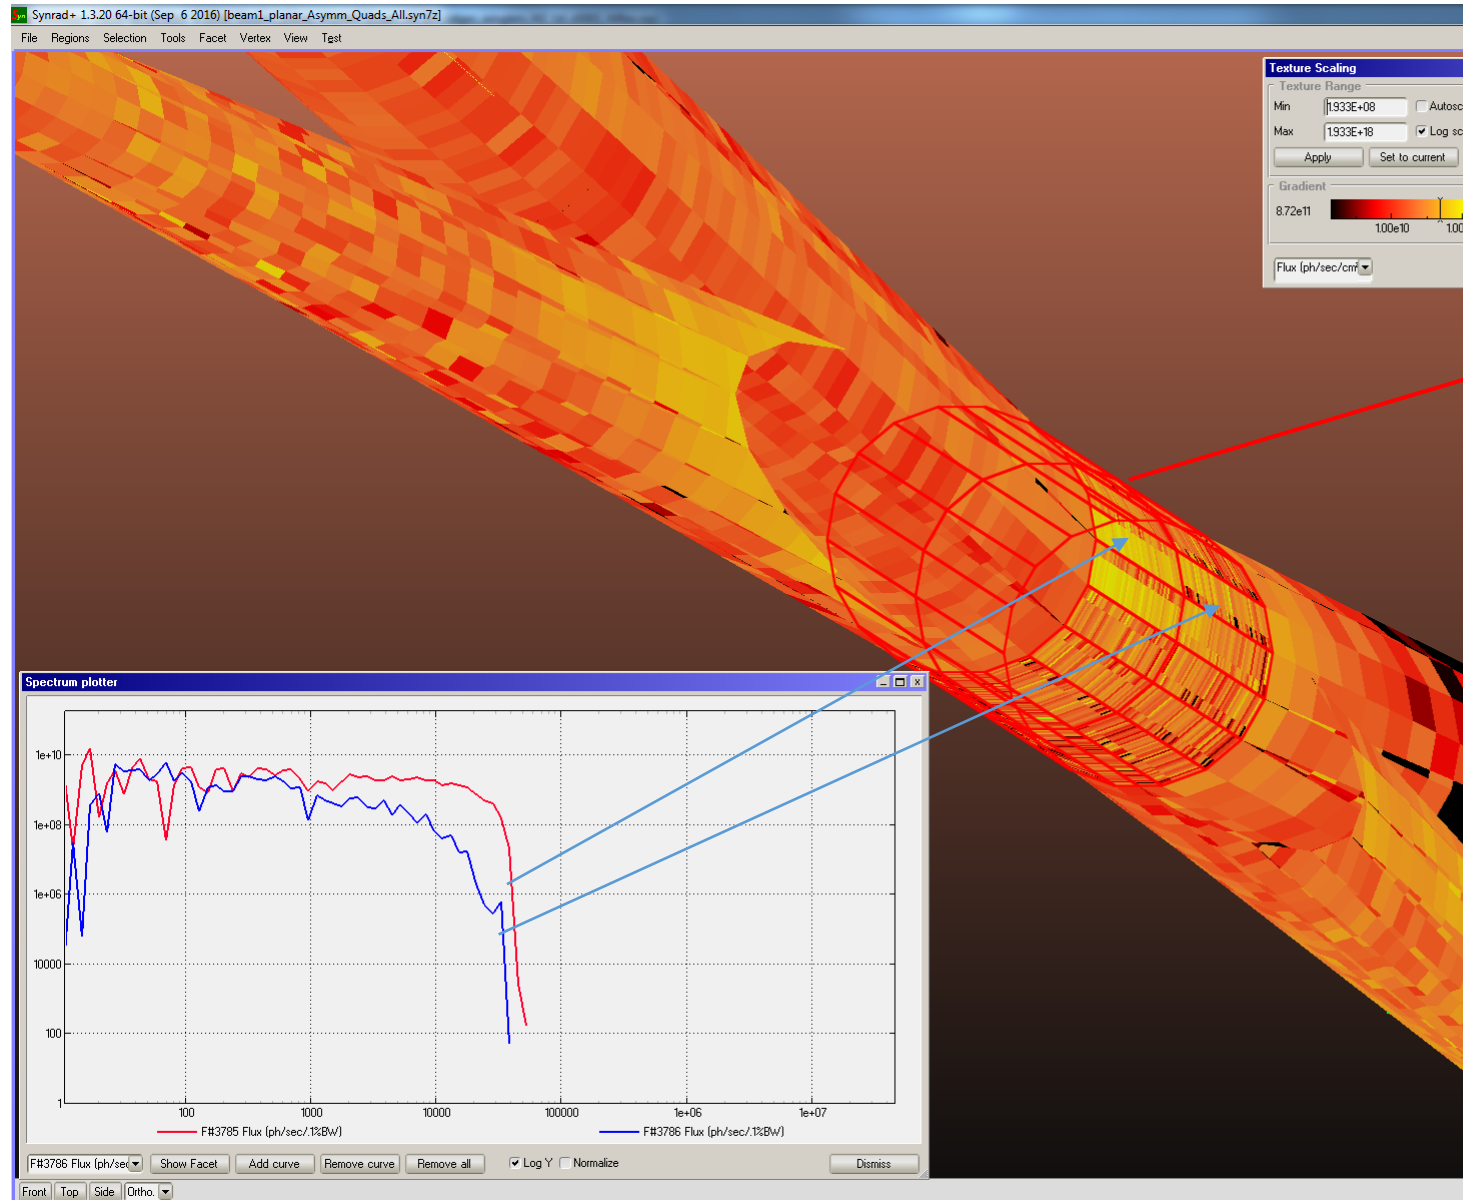 Synrad+ 1.3.20 64-bit (Sep 6 2016) [beam1_planar_Asymm_Quads_All.syn7z]
File Regions Selection Tools Facet Vertex View Test
Texture Scaling
Texture Range
Min 1.933E+08 Autosc
Max 1.933E+18 Log sc
Apply Set to current
Gradient
8.72e11
1.00e10 1.00
Flux (ph/sec/cm²
Spectrum plotter
1e+10
1e+08
1e+06
10000
100
1
100 1000 10000 100000 1e+06 1e+07
F#3785 Flux (ph/sec/.1%BW) F#3786 Flux (ph/sec/.1%BW)
F#3786 Flux (ph/sec Show Facet Add curve Remove curve Remove all Log Y Normalize Dismiss
Front Top Side Ortho.